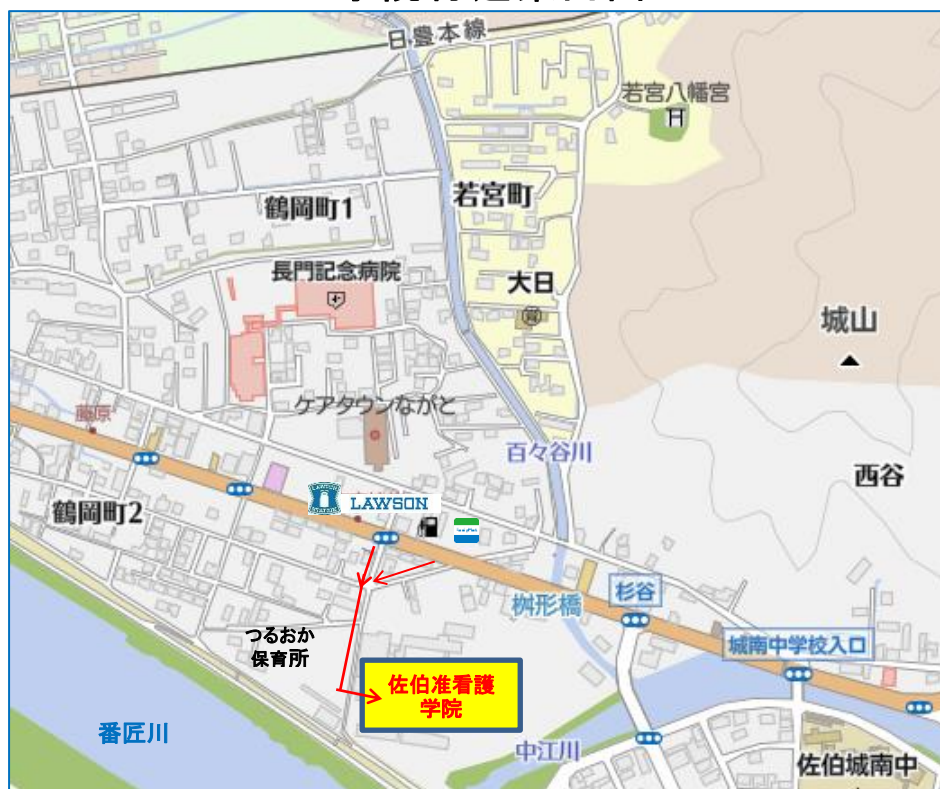 日豊本線
若宮八幡宮
鶴岡町1
若宮町
長門記念病院
大日
城山
ケアタウンながと
藤原
百々谷川
西谷
鶴岡町2
LAWSON
STATION
LAWSON
桝形橋
杉谷
つるおか
保育所
城南中学校入口
佐伯准看護
学院
番匠川
中江川
佐伯城南中